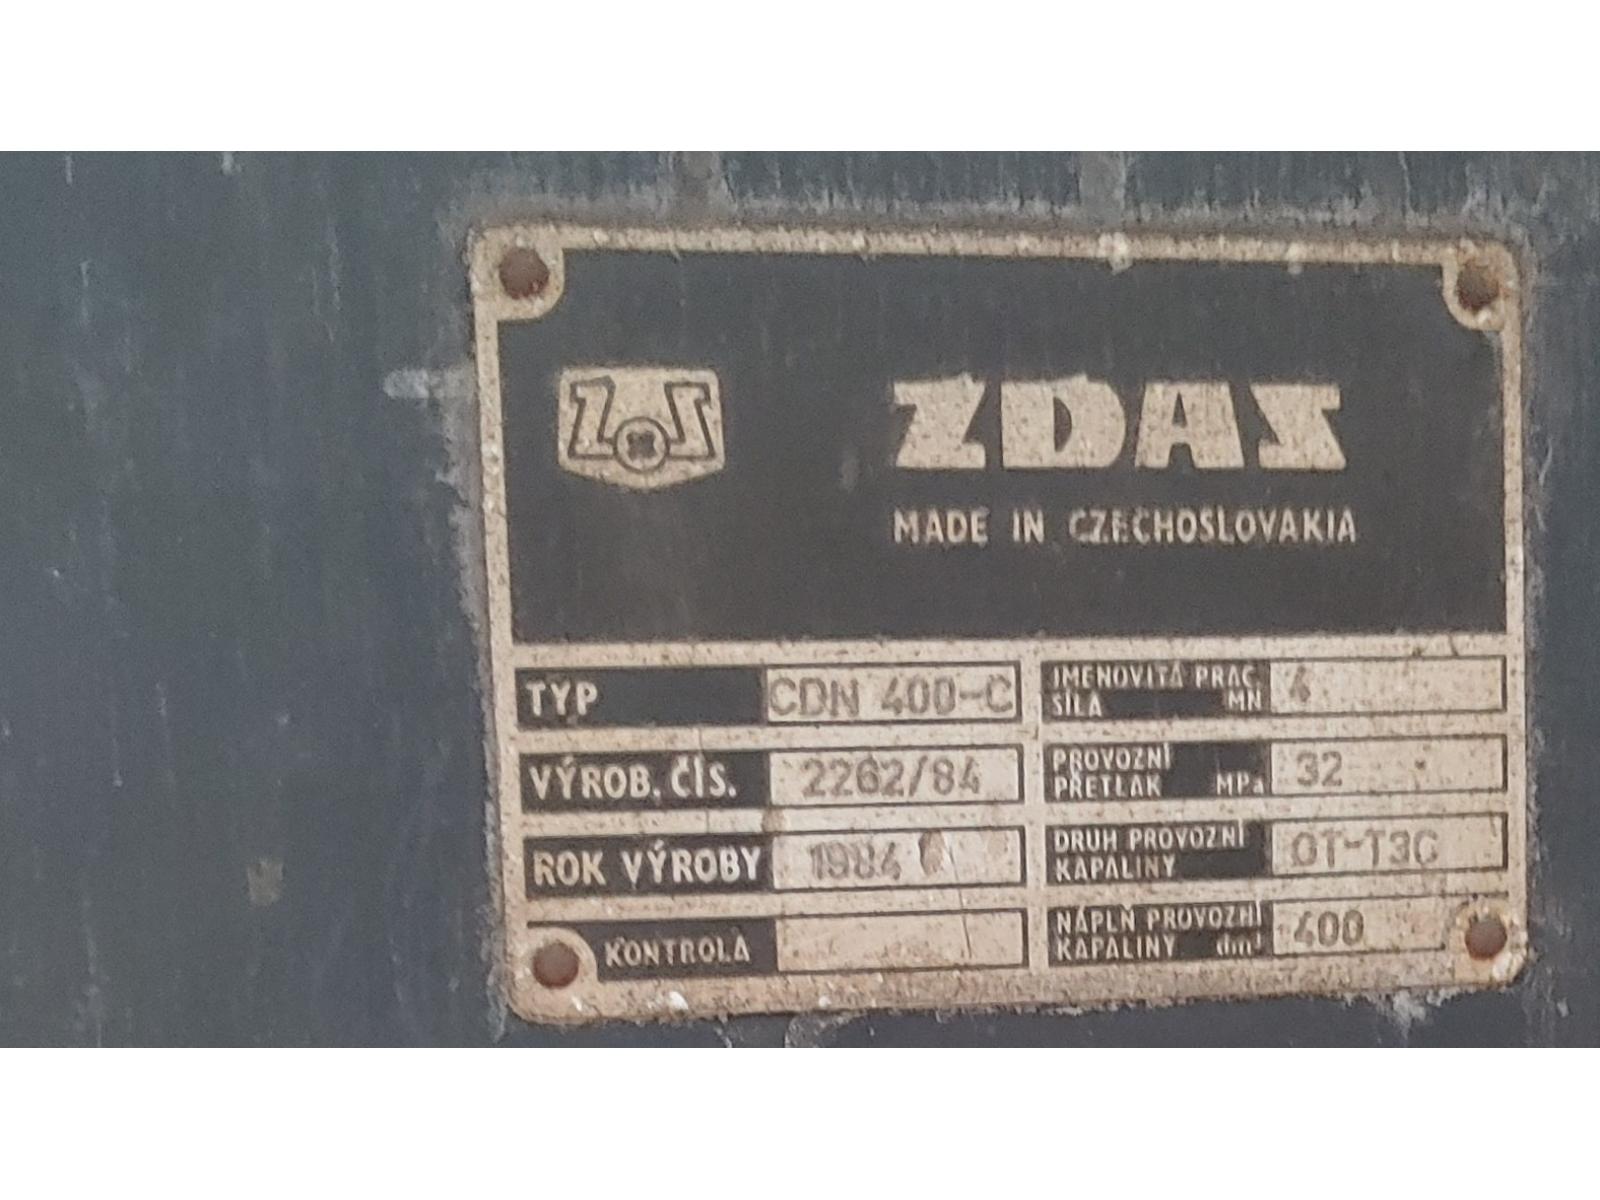 ŽĎAS
MADE IN CZECHOSLOVAKIA
TYP CDN 400-C
VÝROB. ČÍS. 2262/84
ROK VÝROBY 1984
KONTROLA
JMENOVITÁ PRAC.
SÍLA MN 4
PROVOZNÍ
PŘETLAK MPa 32
DRUH PROVOZNÍ
KAPALINY OT-T3C
NÁPLŇ PROVOZNÍ
KAPALINY dm³ 400